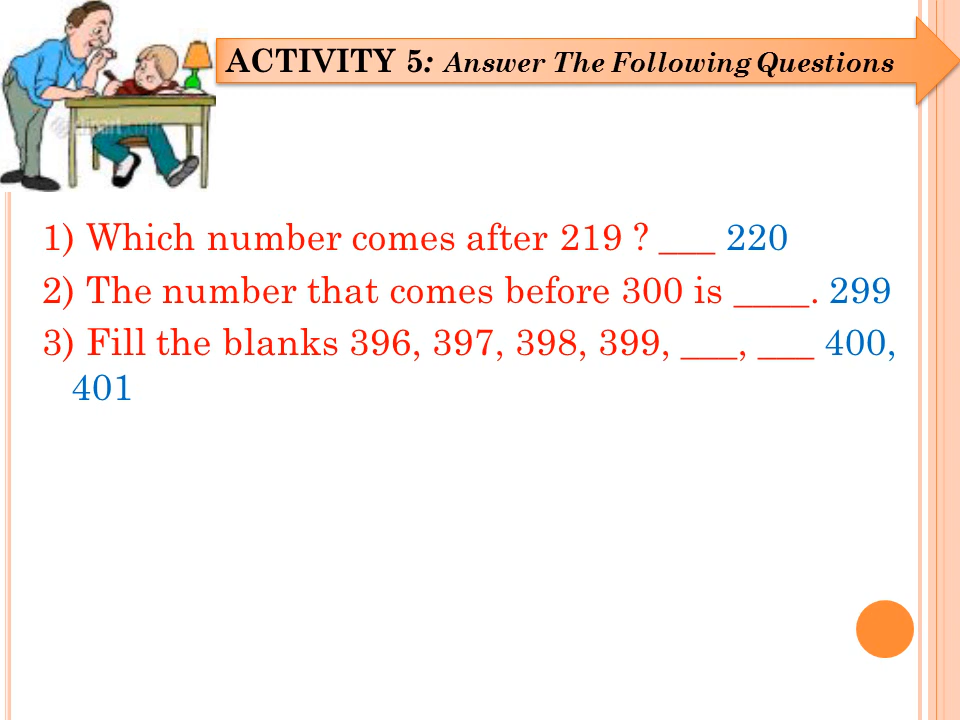 ACTIVITY 5: Answer The Following Questions
1) Which number comes after 219 ? ___ 220
2) The number that comes before 300 is ____. 299
3) Fill the blanks 396, 397, 398, 399, ___, ___ 400,
401